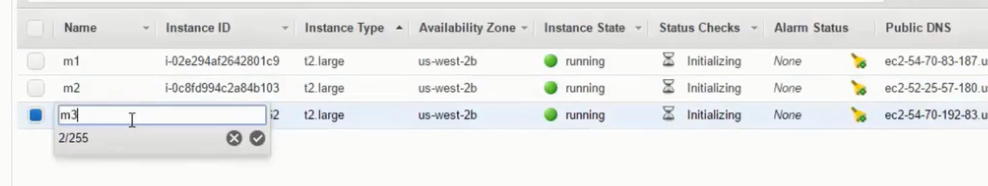 Name Instance ID Instance Type Availability Zone Instance State Status Checks Alarm Status Public DNS
m1 i-02e294af2642801c9 t2.large us-west-2b running Initializing None ec2-54-70-83-187.u
m2 i-0c8fd994c2a84b103 t2.large us-west-2b running Initializing None ec2-52-25-57-180.u
m3 52 t2.large us-west-2b running Initializing None ec2-54-70-192-83.u
2/255